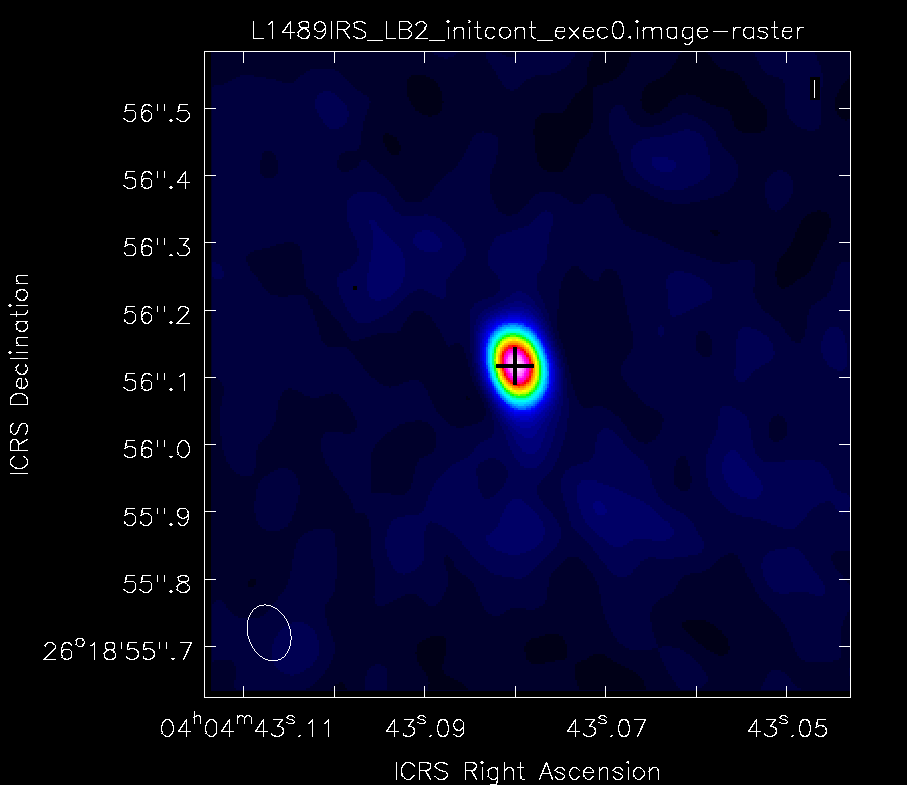 L1489IRS_LB2_initcont_exec0.image-raster
56".5
56".4
56".3
56".2
56".1
56".0
55".9
55".8
26°18'55".7
ICRS Declination
04ʰ04ᵐ43ˢ.11 43ˢ.09 43ˢ.07 43ˢ.05
ICRS Right Ascension